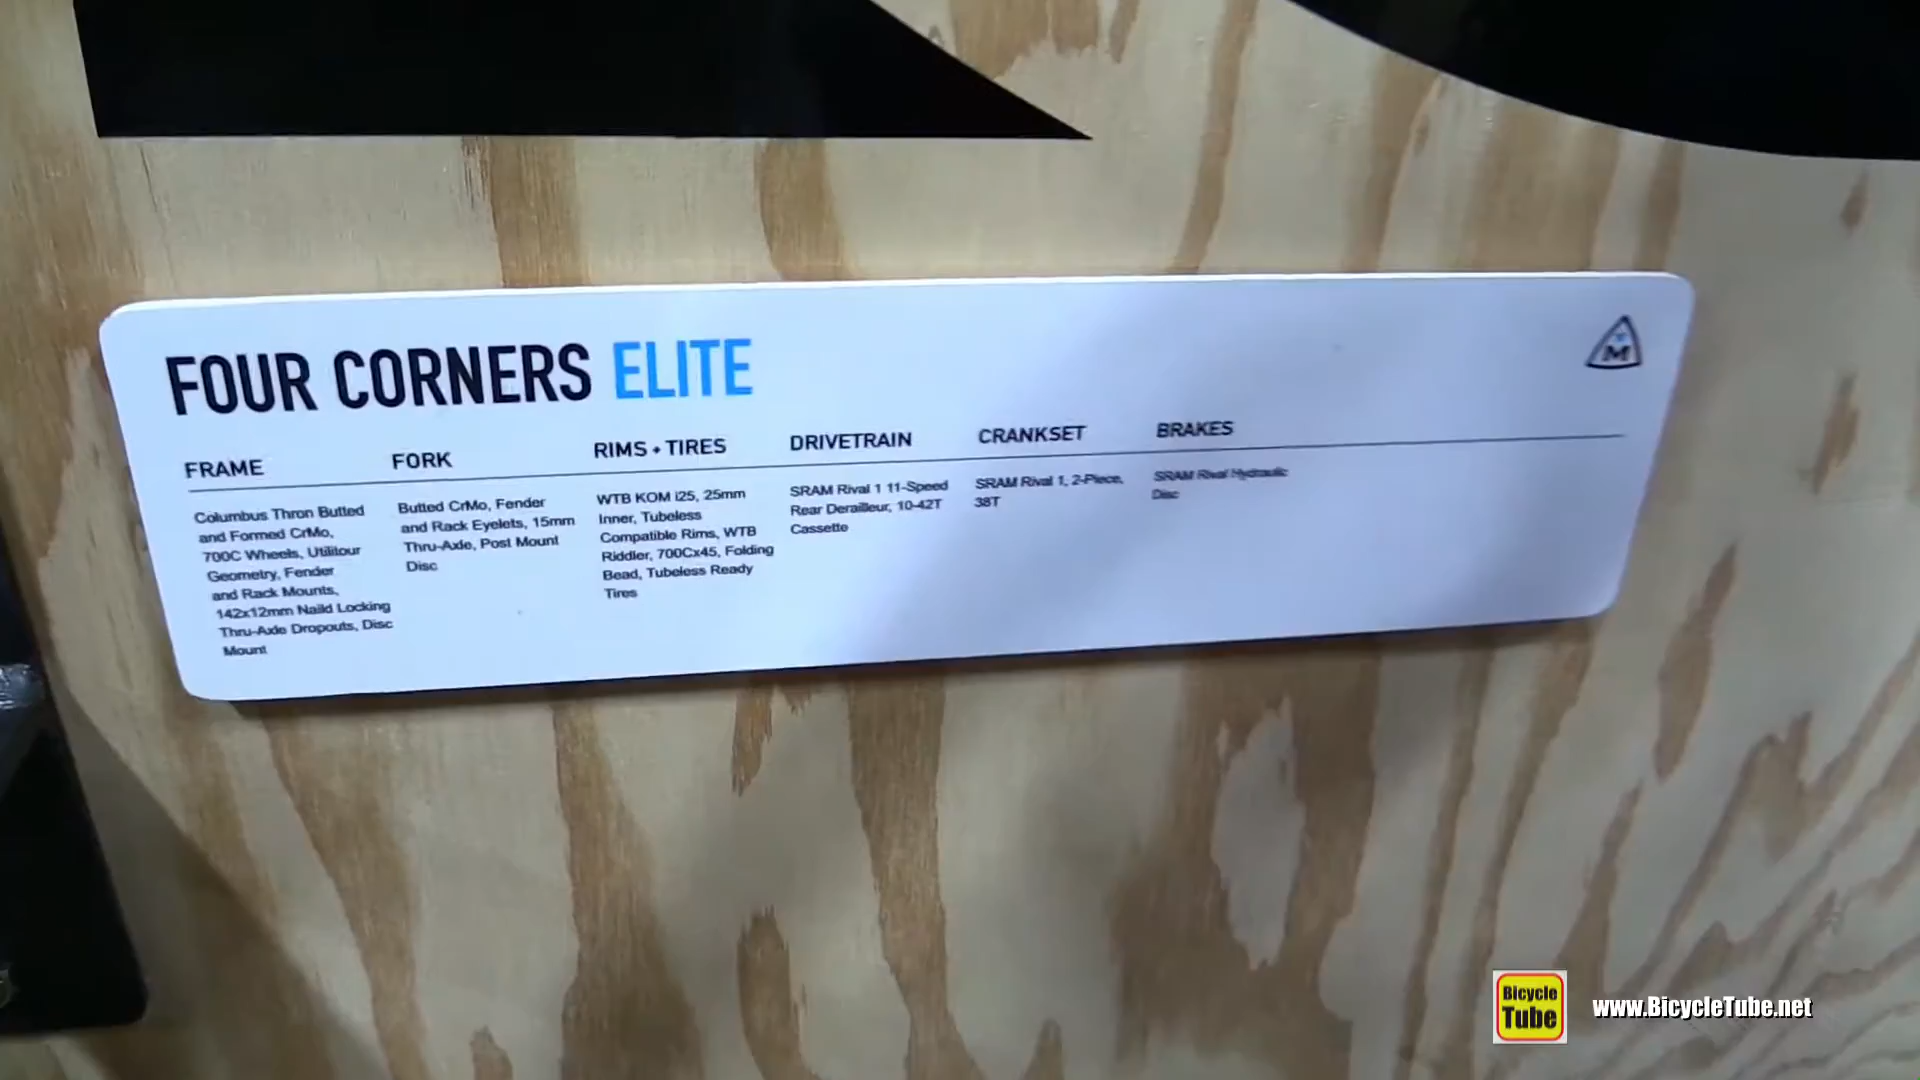 FOUR CORNERS ELITE
M
FRAME
Columbus Thron Butted
and Formed CrMo,
700C Wheels, Utilitour
Geometry, Fender
and Rack Mounts,
142x12mm Naild Locking
Thru-Axle Dropouts, Disc
Mount
FORK
Butted CrMo, Fender
and Rack Eyelets, 15mm
Thru-Axle, Post Mount
Disc
RIMS + TIRES
WTB KOM i25, 25mm
Inner, Tubeless
Compatible Rims, WTB
Riddler, 700Cx45, Folding
Bead, Tubeless Ready
Tires
DRIVETRAIN
SRAM Rival 1 11-Speed
Rear Derailleur, 10-42T
Cassette
CRANKSET
SRAM Rival 1, 2-Piece,
38T
BRAKES
SRAM Rival Hydraulic
Disc
Bicycle
Tube
www.BicycleTube.net